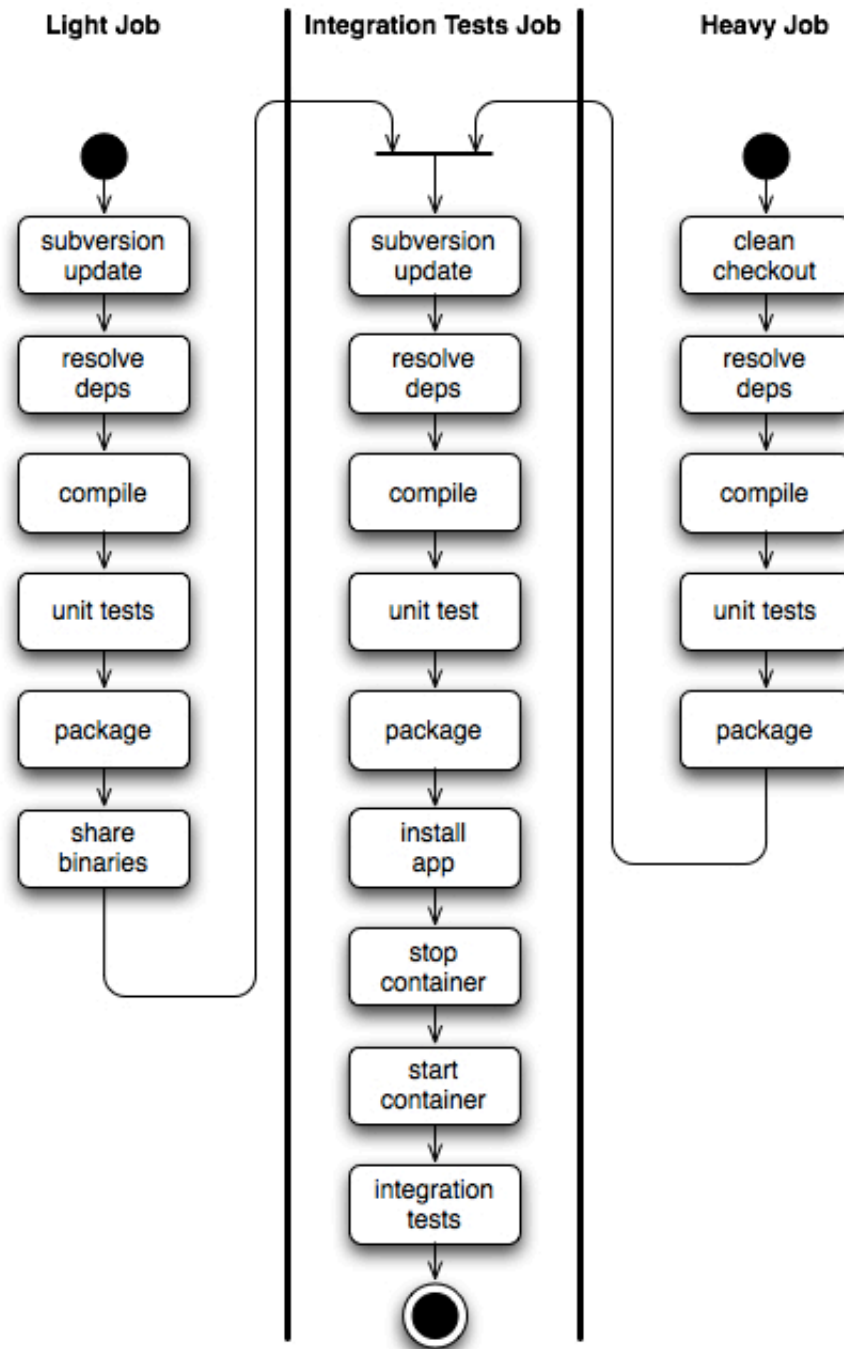 Light Job
Integration Tests Job
Heavy Job
subversion
update
resolve
deps
compile
unit tests
package
share
binaries
subversion
update
resolve
deps
compile
unit test
package
install
app
stop
container
start
container
integration
tests
clean
checkout
resolve
deps
compile
unit tests
package